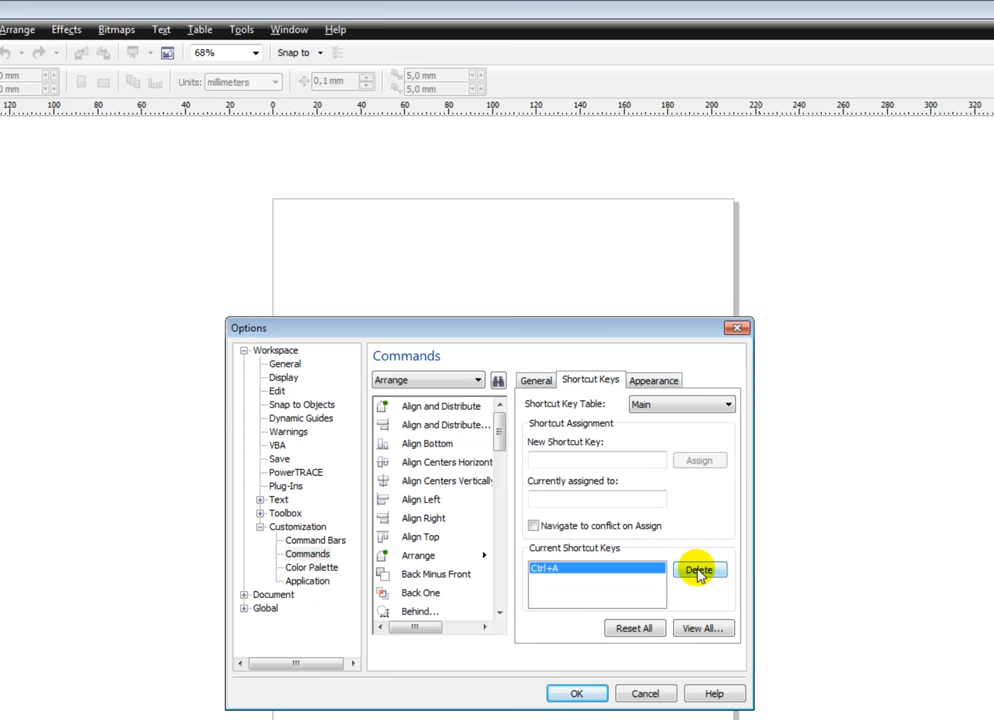 Arrange Effects Bitmaps Text Table Tools Window Help
68% Snap to
0 mm Units: millimeters 0,1 mm 5,0 mm
0 mm 5,0 mm
120 100 80 60 40 20 0 20 40 60 80 100 120 140 160 180 200 220 240 260 280 300 320
Options
Workspace
General
Display
Edit
Snap to Objects
Dynamic Guides
Warnings
VBA
Save
PowerTRACE
Plug-Ins
Text
Toolbox
Customization
Command Bars
Commands
Color Palette
Application
Document
Global
Commands
Arrange
Align and Distribute
Align and Distribute...
Align Bottom
Align Centers Horizont
Align Centers Vertically
Align Left
Align Right
Align Top
Arrange
Back Minus Front
Back One
Behind...
General Shortcut Keys Appearance
Shortcut Key Table: Main
Shortcut Assignment
New Shortcut Key:
Assign
Currently assigned to:
Navigate to conflict on Assign
Current Shortcut Keys
Ctrl+A Delete
Reset All View All...
OK Cancel Help